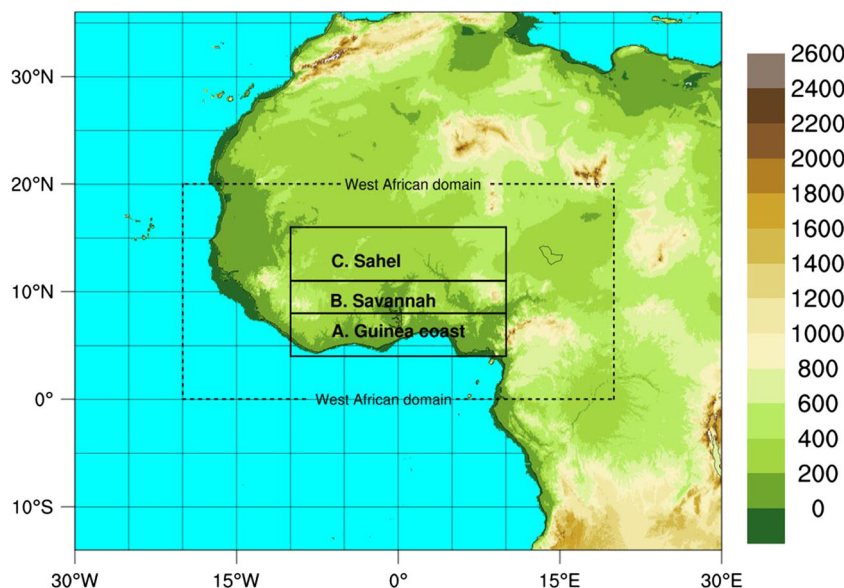 30°N
20°N
10°N
0°
10°S
30°W
15°W
0°
15°E
30°E
West African domain
C. Sahel
B. Savannah
A. Guinea coast
West African domain
2600
2400
2200
2000
1800
1600
1400
1200
1000
800
600
400
200
0